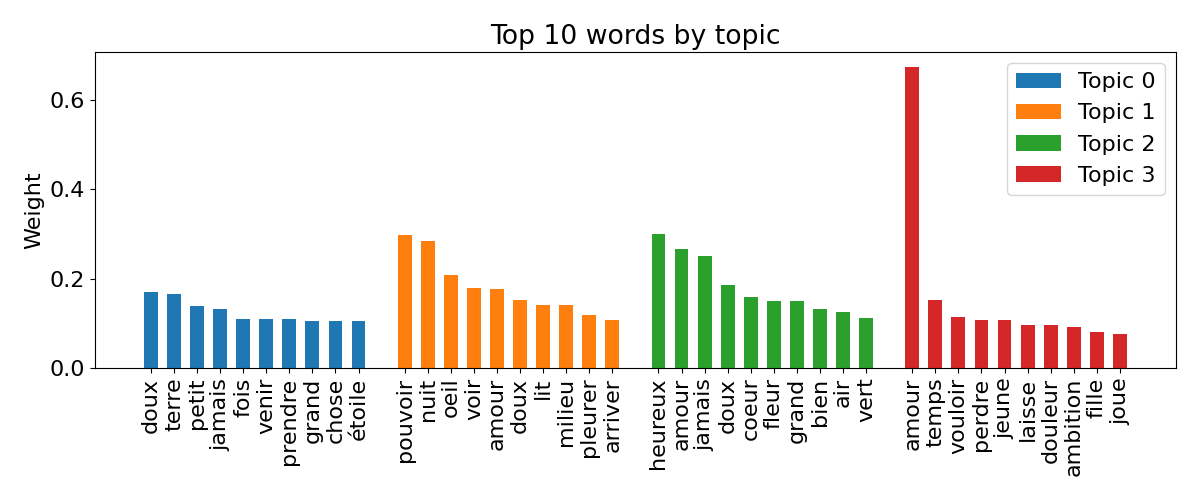 Top 10 words by topic
Weight
0.6
0.4
0.2
0.0
Topic 0
Topic 1
Topic 2
Topic 3
doux
terre
petit
jamais
fois
venir
prendre
grand
chose
étoile
pouvoir
nuit
oeil
voir
amour
doux
lit
milieu
pleurer
arriver
heureux
amour
jamais
doux
coeur
fleur
grand
bien
air
vert
amour
temps
vouloir
perdre
jeune
laisse
douleur
ambition
fille
joue